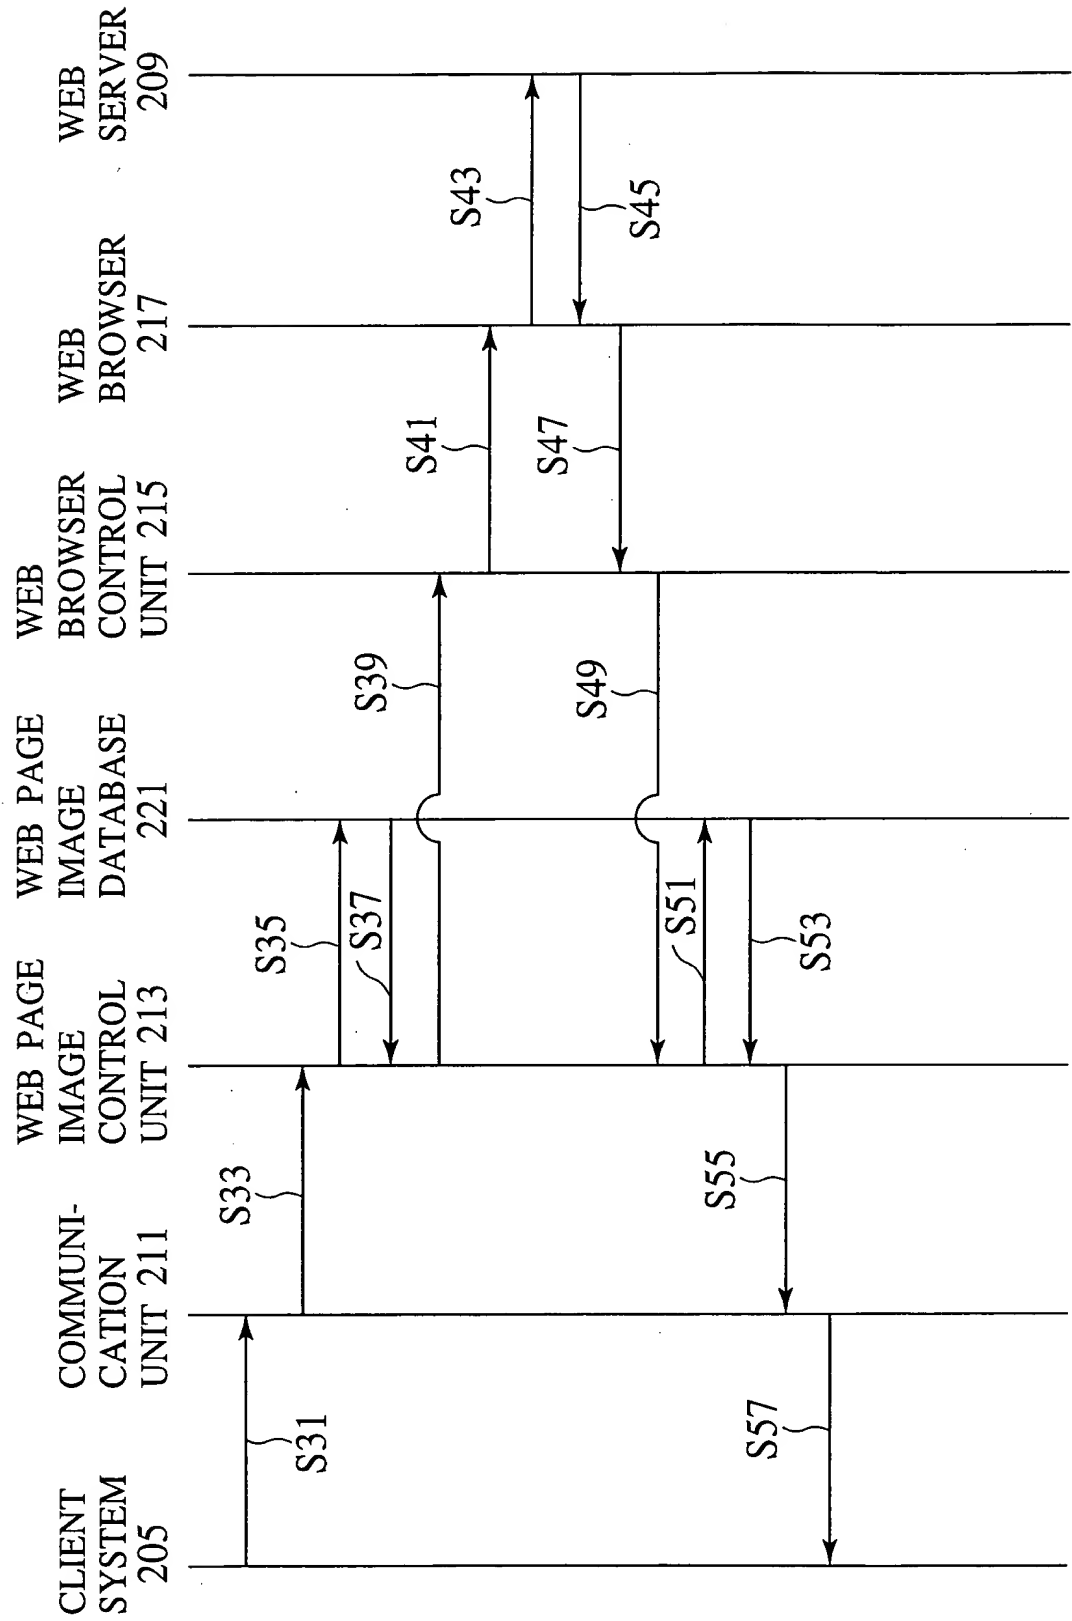 CLIENT
SYSTEM
205
COMMUNI-
CATION
UNIT 211
WEB PAGE
IMAGE
CONTROL
UNIT 213
WEB PAGE
IMAGE
DATABASE
221
WEB
BROWSER
CONTROL
UNIT 215
WEB
BROWSER
217
WEB
SERVER
209
S31
S33
S35
S37
S39
S41
S43
S45
S47
S49
S51
S53
S55
S57